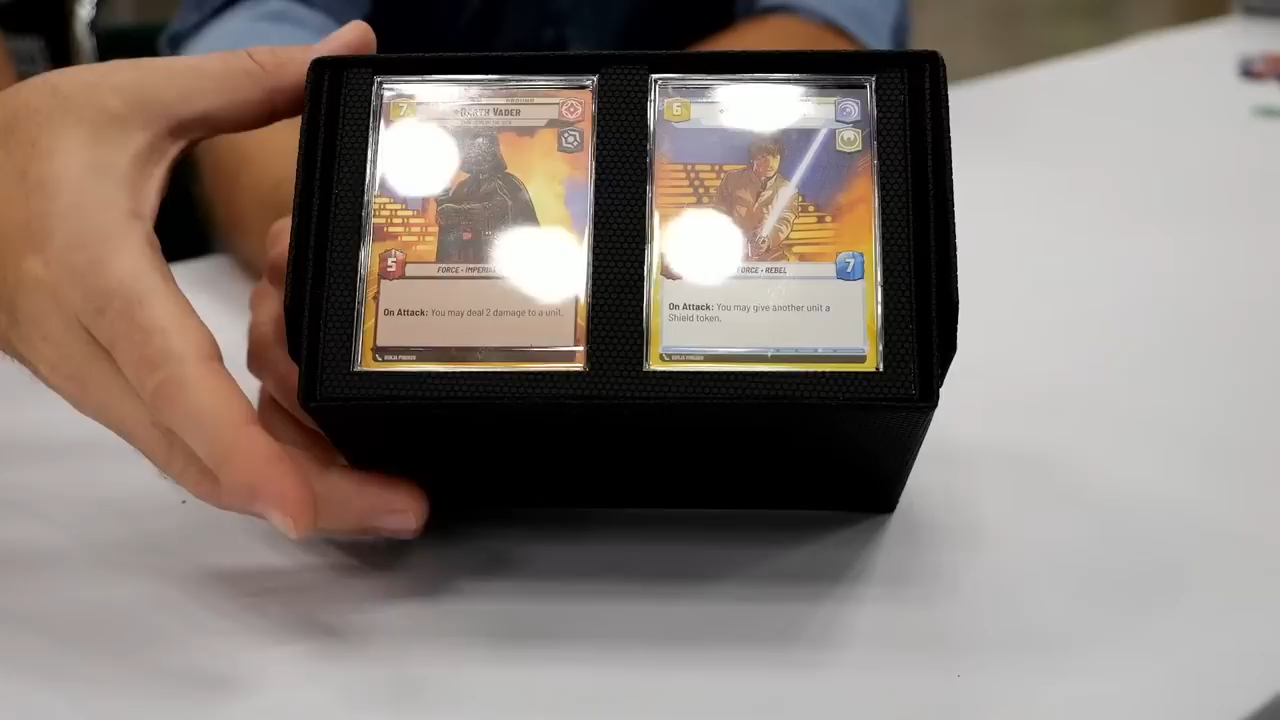 7
GROUND
DARTH VADER
5
FORCE • IMPERIAL
On Attack: You may deal 2 damage to a unit.
6
FORCE • REBEL
7
On Attack: You may give another unit a
Shield token.